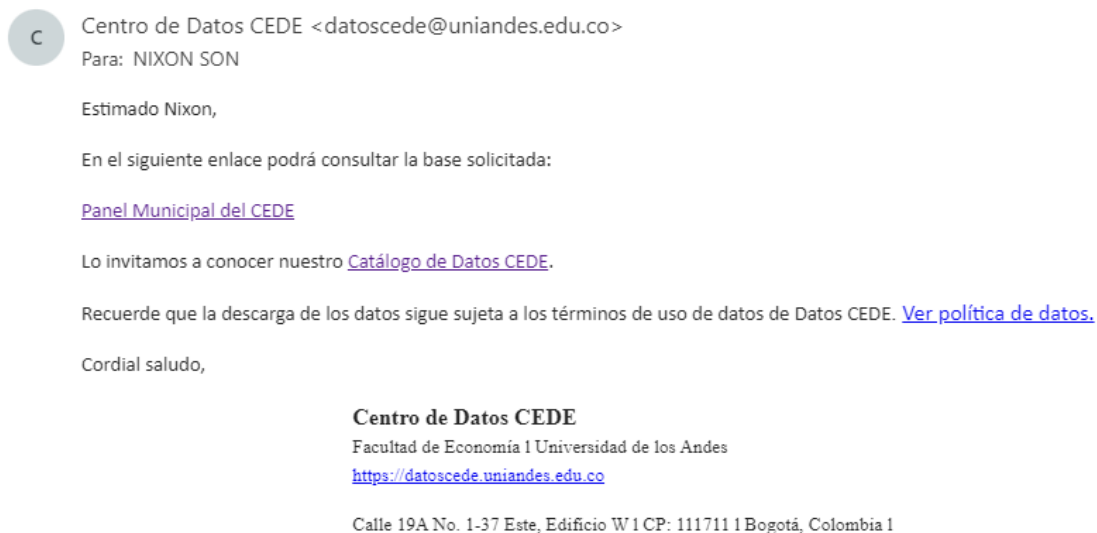 C
Centro de Datos CEDE <datoscede@uniandes.edu.co>
Para: NIXON SON
Estimado Nixon,
En el siguiente enlace podrá consultar la base solicitada:
Panel Municipal del CEDE
Lo invitamos a conocer nuestro Catálogo de Datos CEDE.
Recuerde que la descarga de los datos sigue sujeta a los términos de uso de datos de Datos CEDE. Ver política de datos.
Cordial saludo,
Centro de Datos CEDE
Facultad de Economía l Universidad de los Andes
https://datoscede.uniandes.edu.co
Calle 19A No. 1-37 Este, Edificio W l CP: 111711 l Bogotá, Colombia l